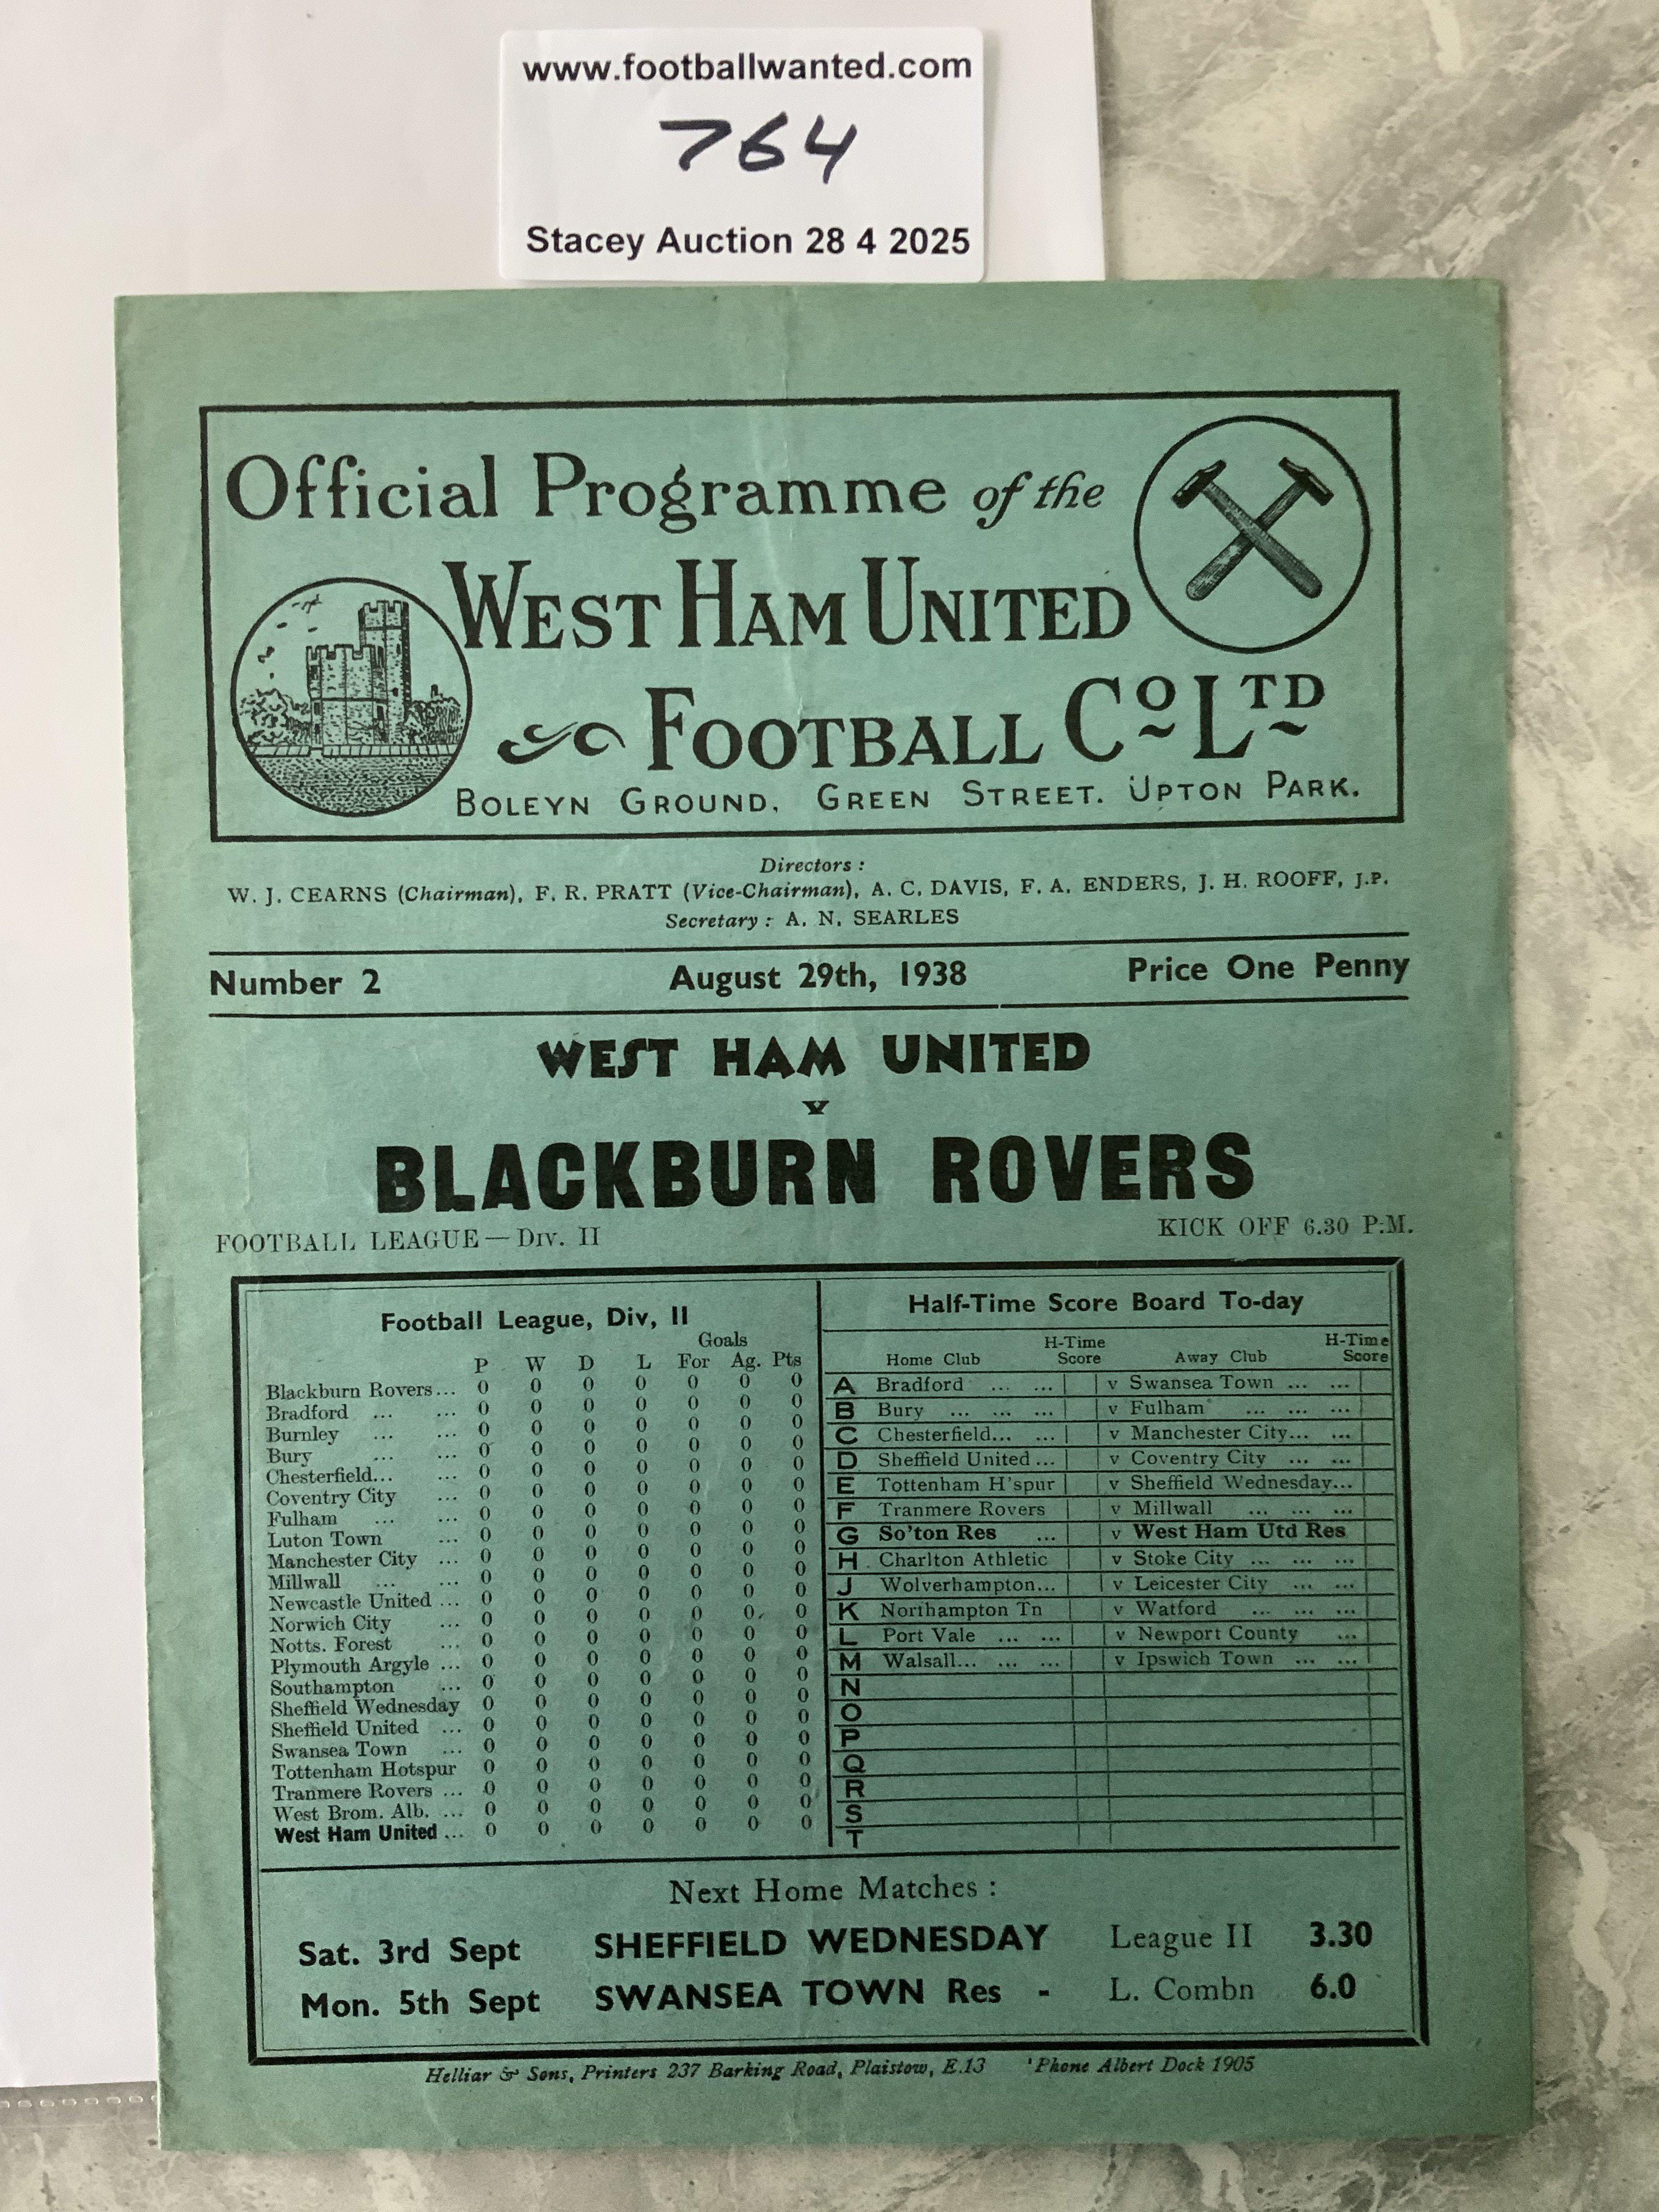 www.footballwanted.com
764
Stacey Auction 28 4 2025
Official Programme of the
WEST HAM UNITED
FOOTBALL Co LTD
BOLEYN GROUND, GREEN STREET. UPTON PARK.
Directors :
W. J. CEARNS (Chairman), F. R. PRATT (Vice-Chairman), A. C. DAVIS, F. A. ENDERS, J. H. ROOFF, J.P.
Secretary : A. N. SEARLES
Number 2 August 29th, 1938 Price One Penny
WEST HAM UNITED
v
BLACKBURN ROVERS
FOOTBALL LEAGUE — DIV. II KICK OFF 6.30 P.M.
Football League, Div, II
Goals
P W D L For Ag. Pts
Blackburn Rovers... 0 0 0 0 0 0 0
Bradford ... ... 0 0 0 0 0 0 0
Burnley ... ... 0 0 0 0 0 0 0
Bury ... ... 0 0 0 0 0 0 0
Chesterfield... ... 0 0 0 0 0 0 0
Coventry City ... 0 0 0 0 0 0 0
Fulham ... ... 0 0 0 0 0 0 0
Luton Town ... 0 0 0 0 0 0 0
Manchester City ... 0 0 0 0 0 0 0
Millwall ... ... 0 0 0 0 0 0 0
Newcastle United ... 0 0 0 0 0 0 0
Norwich City ... 0 0 0 0 0 0 0
Notts. Forest ... 0 0 0 0 0 0 0
Plymouth Argyle ... 0 0 0 0 0 0 0
Southampton ... 0 0 0 0 0 0 0
Sheffield Wednesday 0 0 0 0 0 0 0
Sheffield United ... 0 0 0 0 0 0 0
Swansea Town ... 0 0 0 0 0 0 0
Tottenham Hotspur 0 0 0 0 0 0 0
Tranmere Rovers ... 0 0 0 0 0 0 0
West Brom. Alb. ... 0 0 0 0 0 0 0
West Ham United ... 0 0 0 0 0 0 0
Half-Time Score Board To-day
Home Club H-Time Score Away Club H-Time Score
A Bradford ... ... v Swansea Town ... ...
B Bury ... ... ... v Fulham ... ... ...
C Chesterfield... ... v Manchester City... ...
D Sheffield United ... v Coventry City ... ...
E Tottenham H'spur v Sheffield Wednesday...
F Tranmere Rovers v Millwall ... ... ...
G So'ton Res ... v West Ham Utd Res
H Charlton Athletic v Stoke City ... ... ...
J Wolverhampton... v Leicester City ... ...
K Northampton Tn v Watford ... ... ...
L Port Vale ... ... v Newport County ...
M Walsall... ... ... v Ipswich Town ... ...
N
O
P
Q
R
S
T
Next Home Matches :
Sat. 3rd Sept SHEFFIELD WEDNESDAY League II 3.30
Mon. 5th Sept SWANSEA TOWN Res - L. Combn 6.0
Helliar & Sons, Printers 237 Barking Road, Plaistow, E.13 'Phone Albert Dock 1905